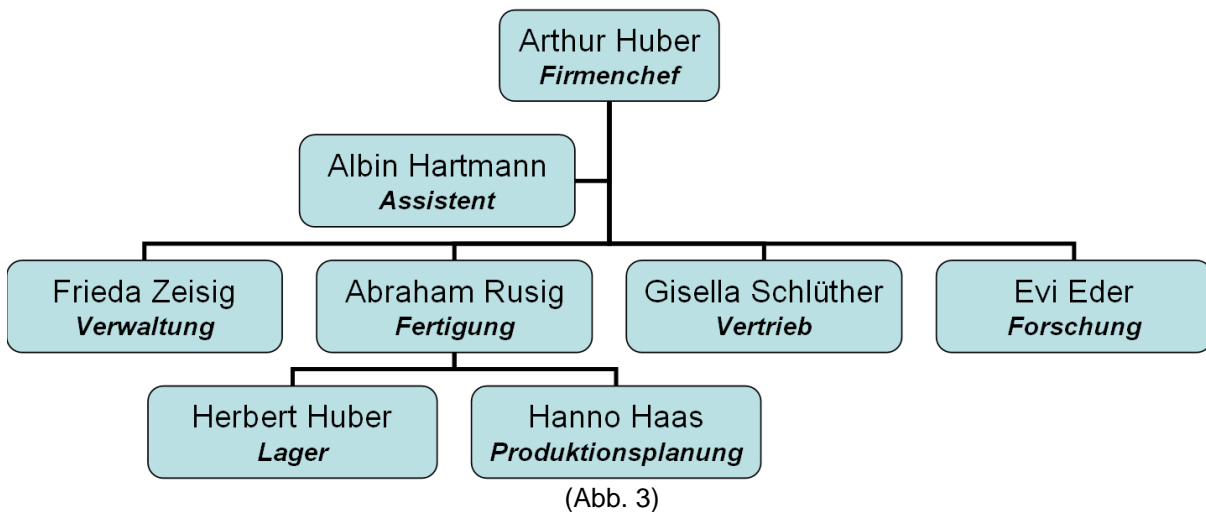 Arthur Huber
Firmenchef
Albin Hartmann
Assistent
Frieda Zeisig
Verwaltung
Abraham Rusig
Fertigung
Gisella Schlüther
Vertrieb
Evi Eder
Forschung
Herbert Huber
Lager
Hanno Haas
Produktionsplanung
(Abb. 3)